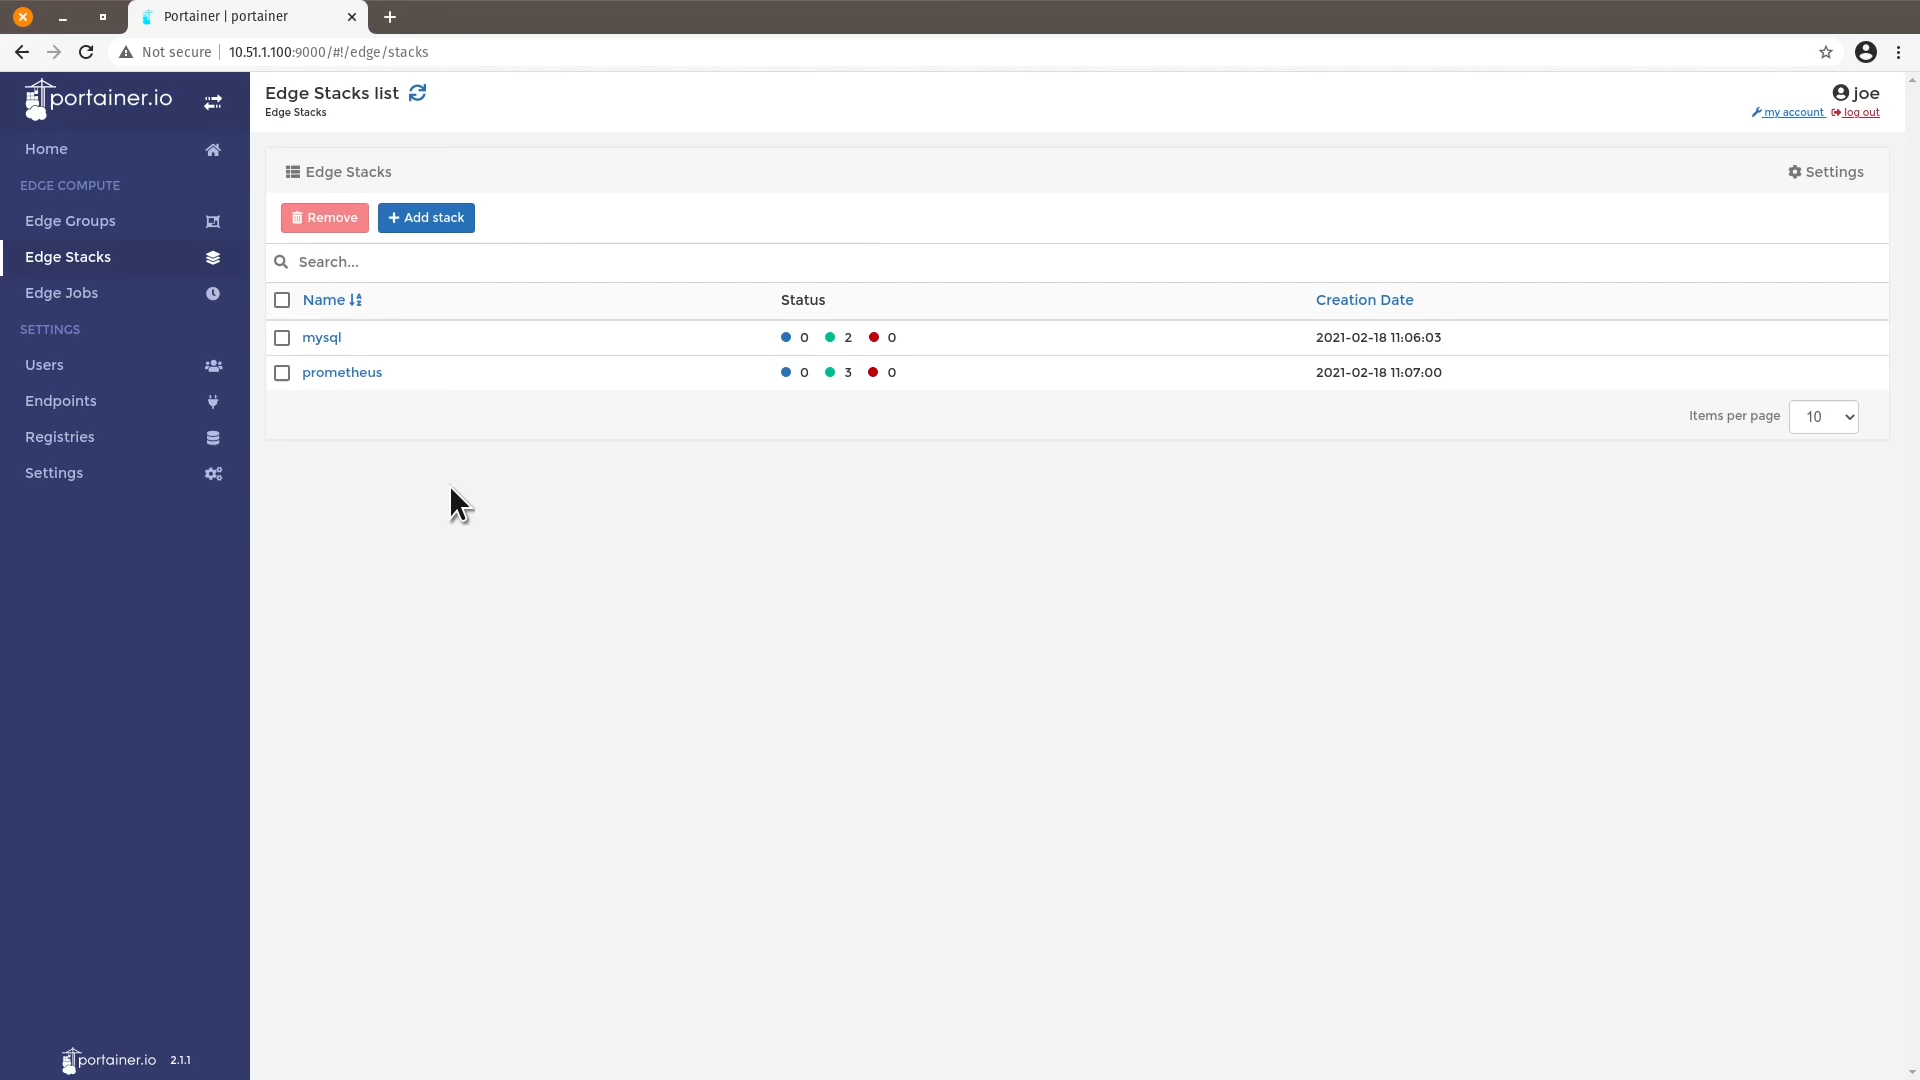 Portainer | portainer
Not secure 10.51.1.100:9000/#!/edge/stacks
portainer.io
Home
EDGE COMPUTE
Edge Groups
Edge Stacks
Edge Jobs
SETTINGS
Users
Endpoints
Registries
Settings
portainer.io 2.1.1
Edge Stacks list
Edge Stacks
joe
my account log out
Edge Stacks Settings
Remove + Add stack
Search...
Name Status Creation Date
mysql 0 2 0 2021-02-18 11:06:03
prometheus 0 3 0 2021-02-18 11:07:00
Items per page 10